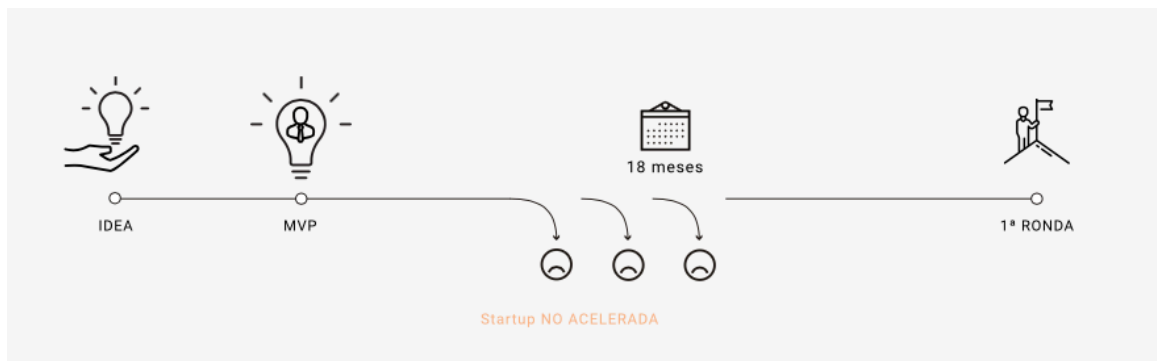 18 meses
IDEA
MVP
1ª RONDA
Startup NO ACELERADA